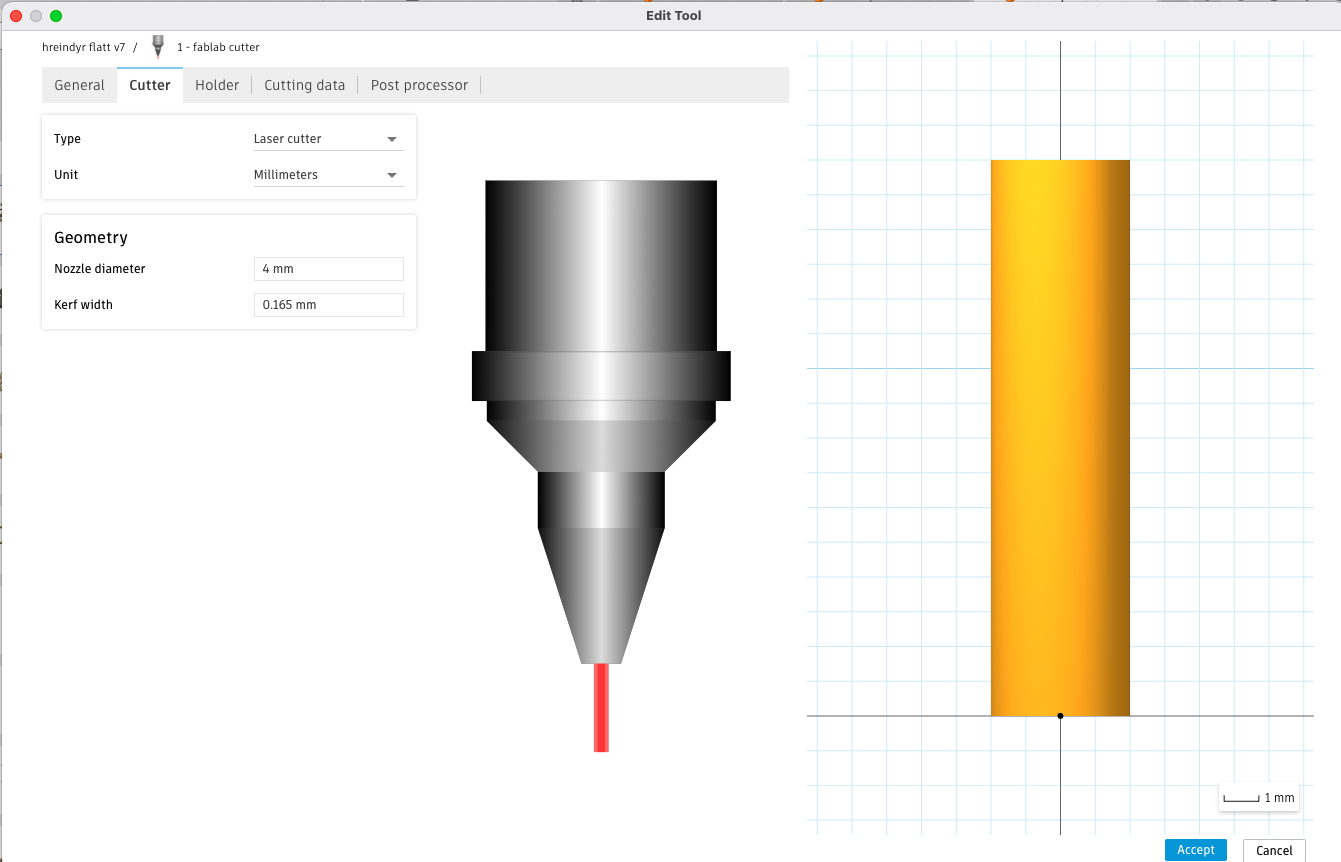 Edit Tool
hreindyr flatt v7 / 1 - fablab cutter
General Cutter Holder Cutting data Post processor
Type Laser cutter
Unit Millimeters
Geometry
Nozzle diameter 4 mm
Kerf width 0.165 mm
1 mm
Accept Cancel